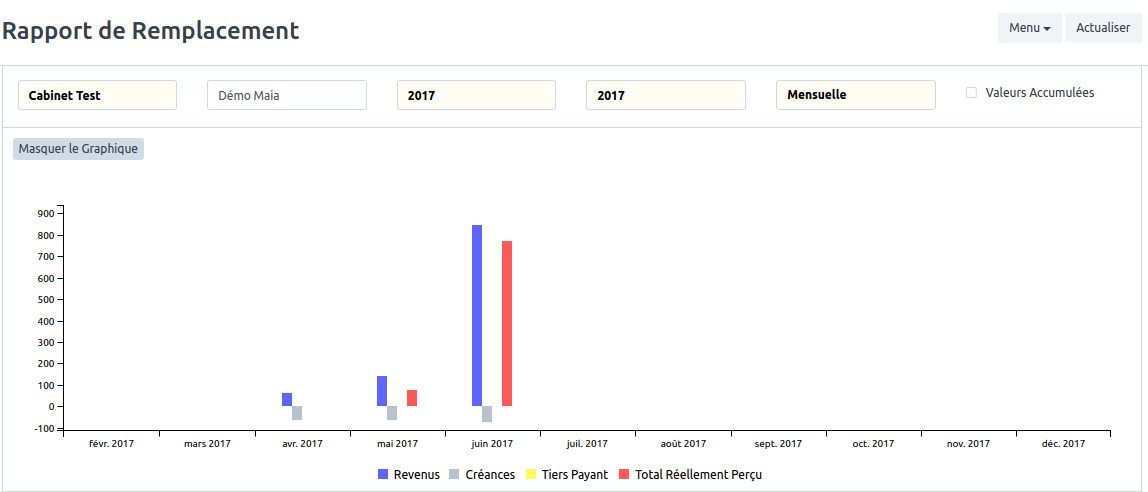 Rapport de Remplacement
Menu
Actualiser
Cabinet Test
Démo Maia
2017
2017
Mensuelle
Valeurs Accumulées
Masquer le Graphique
900
800
700
600
500
400
300
200
100
0
-100
févr. 2017
mars 2017
avr. 2017
mai 2017
juin 2017
juil. 2017
août 2017
sept. 2017
oct. 2017
nov. 2017
déc. 2017
Revenus
Créances
Tiers Payant
Total Réellement Perçu